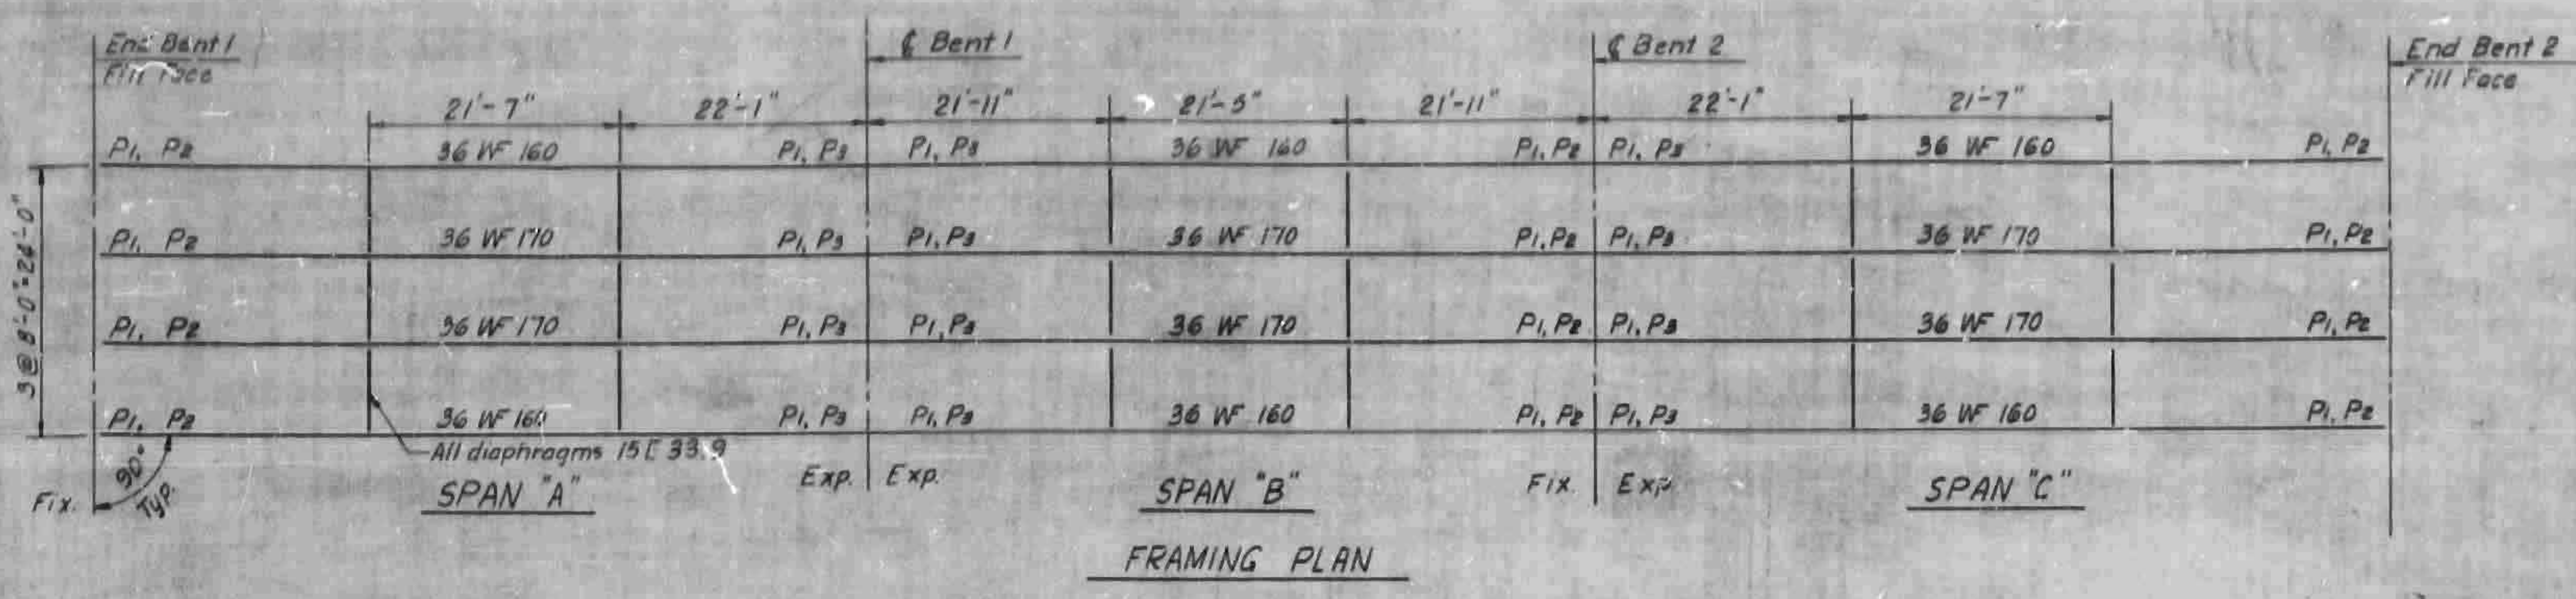 End Bent 1
Fill Face
℄ Bent 1
℄ Bent 2
End Bent 2
Fill Face
21'-7" 22'-1" 21'-11" 21'-5" 21'-11" 22'-1" 21'-7"
P1, P2 36 WF 160 P1, P3 P1, P3 36 WF 160 P1, P2 P1, P3 36 WF 160 P1, P2
P1, P2 36 WF 170 P1, P3 P1, P3 36 WF 170 P1, P2 P1, P3 36 WF 170 P1, P2
P1, P2 36 WF 170 P1, P3 P1, P3 36 WF 170 P1, P2 P1, P3 36 WF 170 P1, P2
P1, P2 36 WF 160 P1, P3 P1, P3 36 WF 160 P1, P2 P1, P3 36 WF 160 P1, P2
3 @ 8'-0" = 24'-0"
All diaphragms 15 [ 33.9
90°
Typ.
Fix. SPAN "A" Exp. Exp. SPAN "B" Fix. Exp. SPAN "C"
FRAMING PLAN